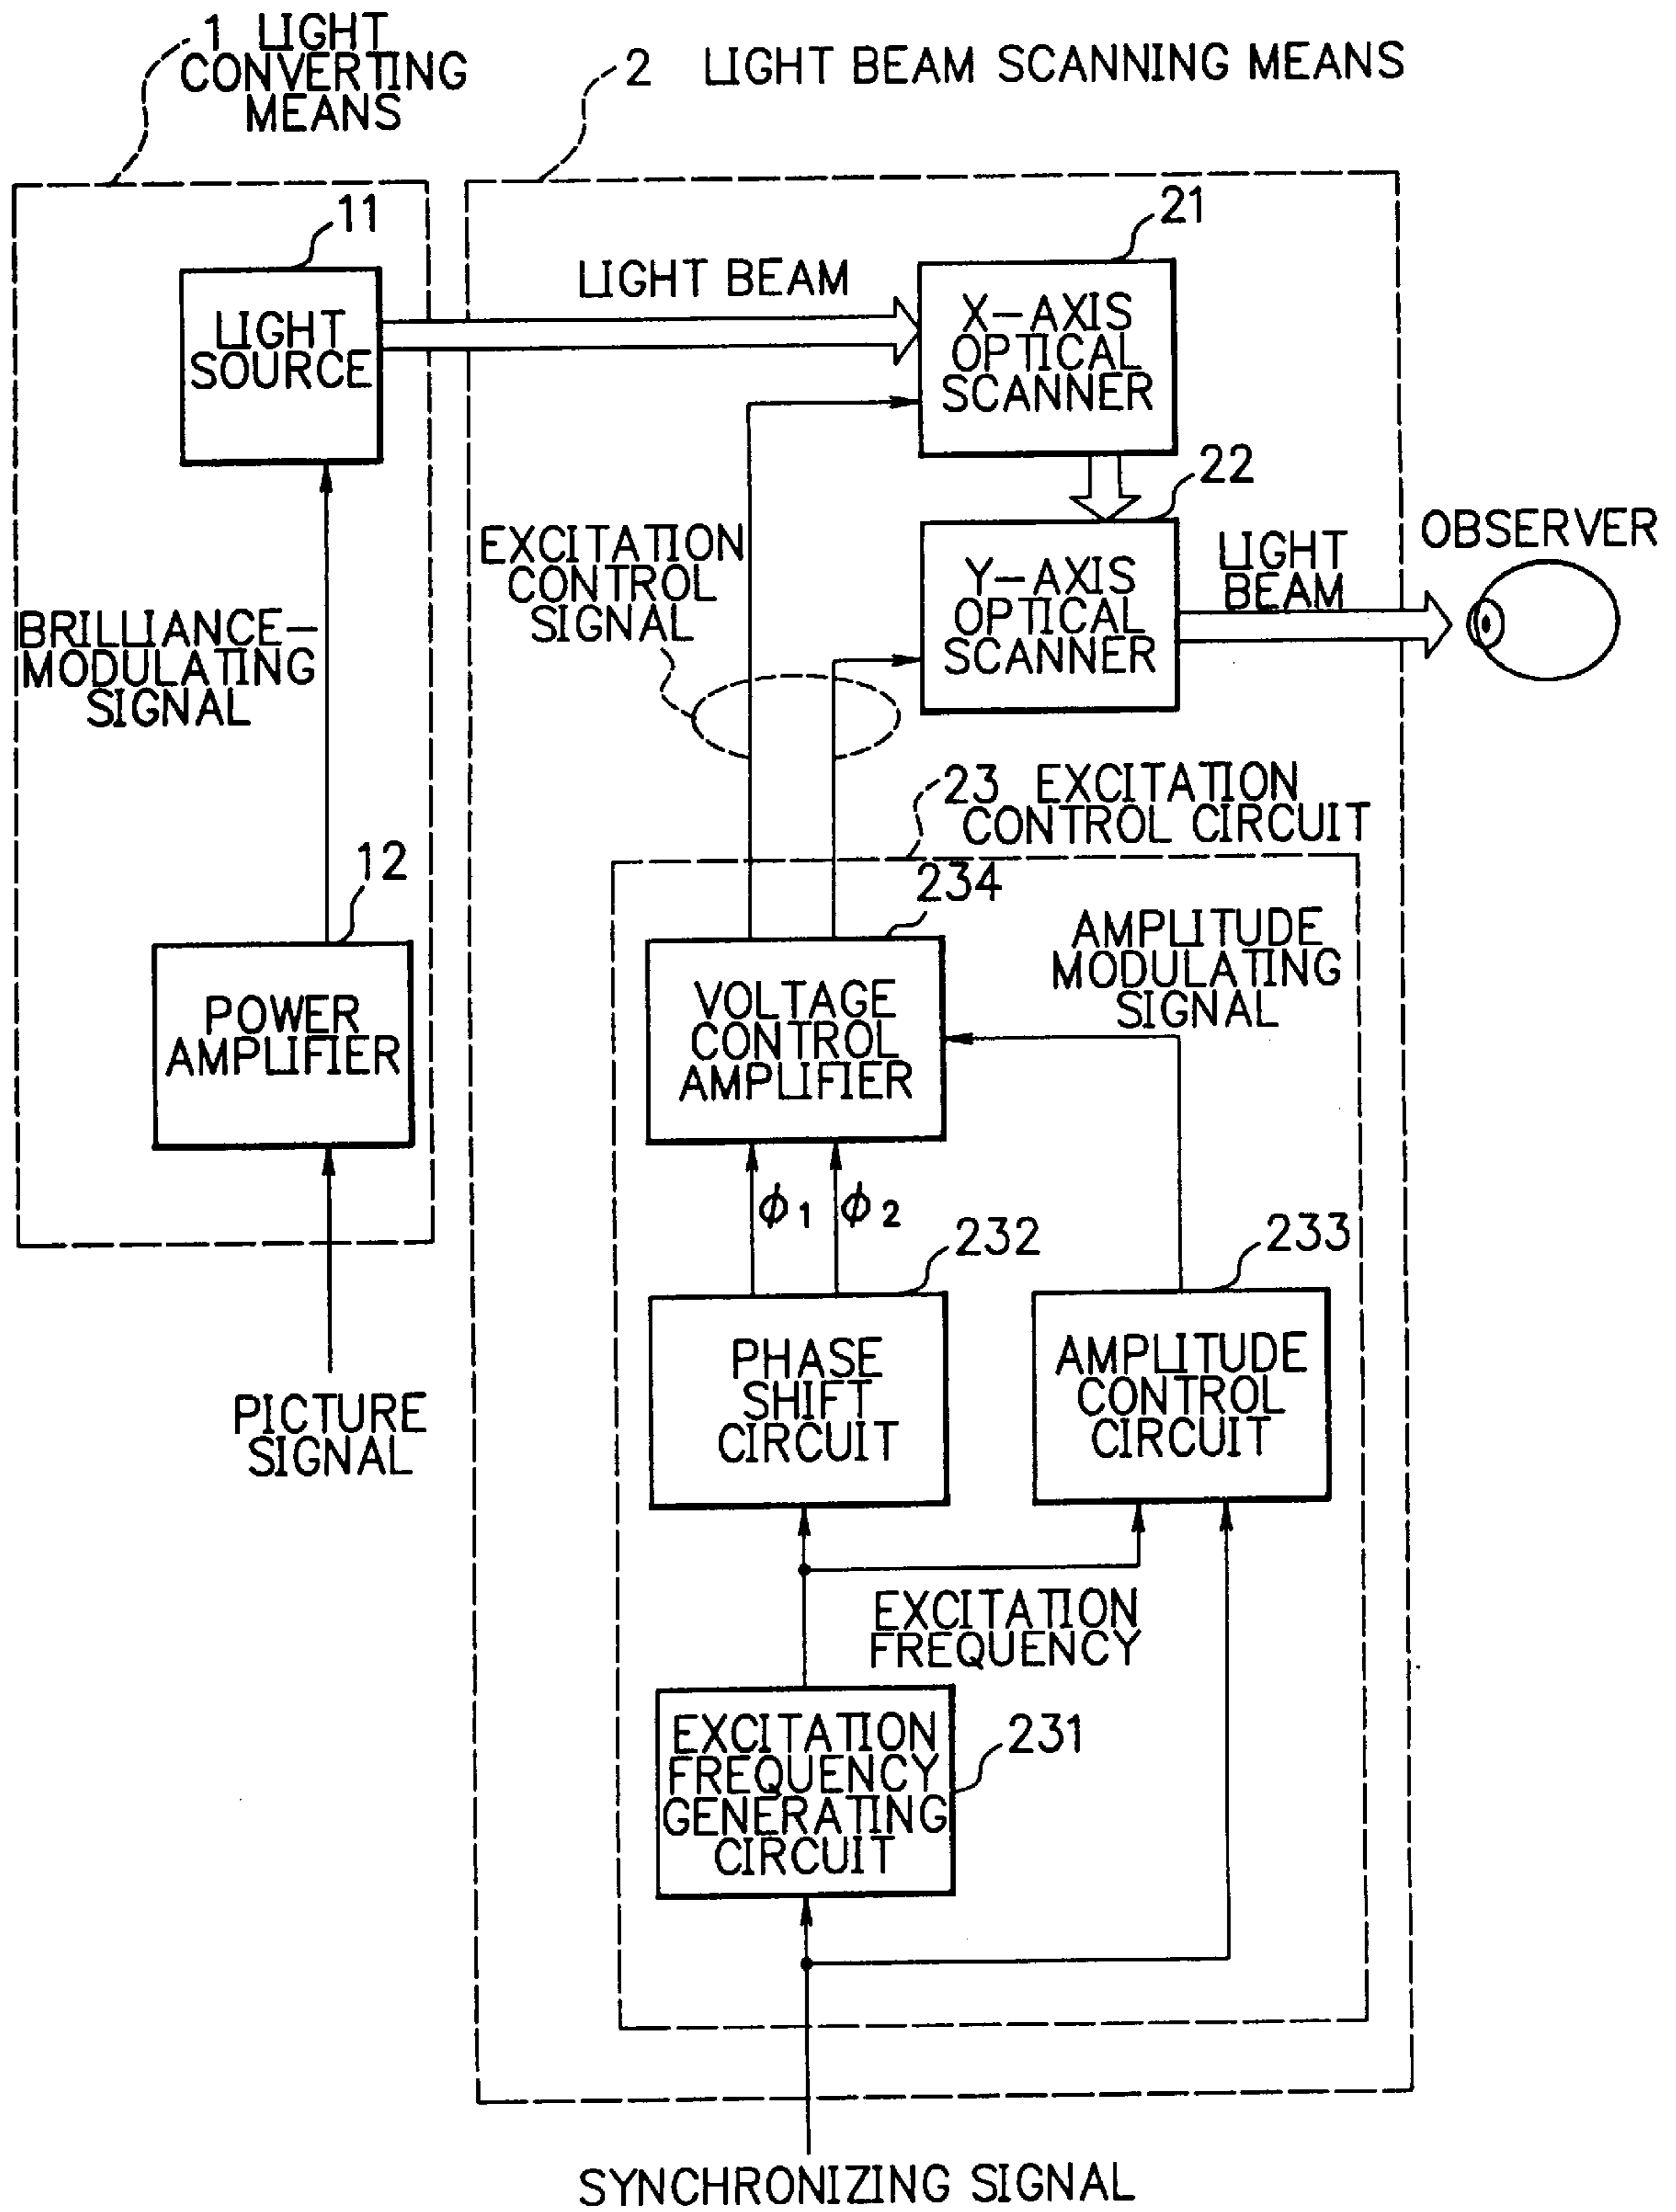 1 LIGHT
CONVERTING
MEANS
2 LIGHT BEAM SCANNING MEANS
11
LIGHT
SOURCE
LIGHT BEAM
21
X-AXIS
OPTICAL
SCANNER
22
Y-AXIS
OPTICAL
SCANNER
LIGHT
BEAM
OBSERVER
EXCITATION
CONTROL
SIGNAL
BRILLIANCE-
MODULATING
SIGNAL
12
POWER
AMPLIFIER
PICTURE
SIGNAL
23 EXCITATION
CONTROL CIRCUIT
234
VOLTAGE
CONTROL
AMPLIFIER
AMPLITUDE
MODULATING
SIGNAL
ϕ1 ϕ2
232
PHASE
SHIFT
CIRCUIT
233
AMPLITUDE
CONTROL
CIRCUIT
EXCITATION
FREQUENCY
231
EXCITATION
FREQUENCY
GENERATING
CIRCUIT
SYNCHRONIZING SIGNAL